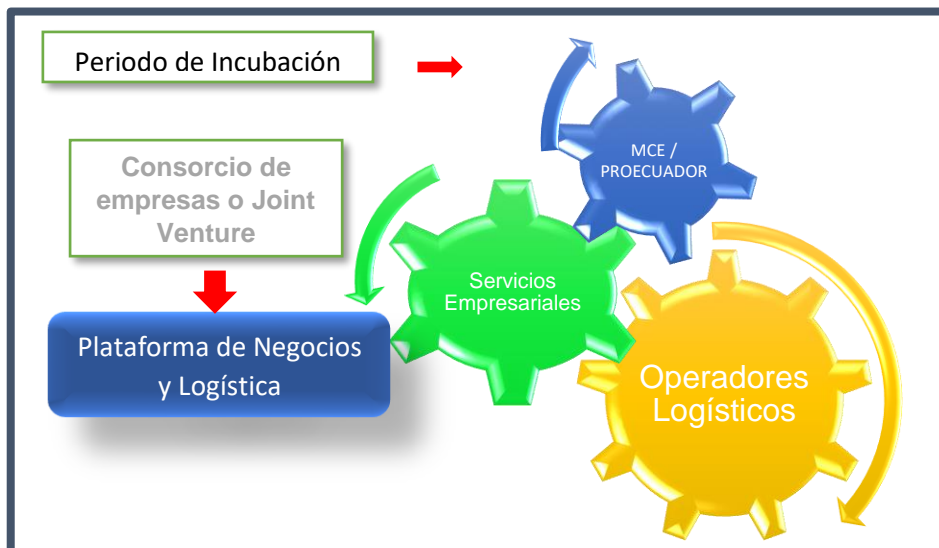 Periodo de Incubación
MCE /
PROECUADOR
Consorcio de
empresas o Joint
Venture
Servicios
Empresariales
Plataforma de Negocios
y Logística
Operadores
Logísticos